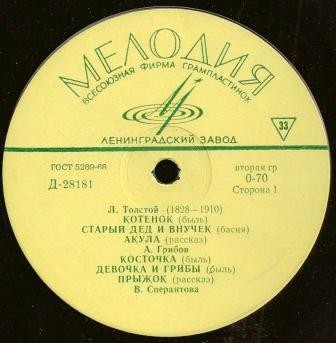 МЕЛОДИЯ
ВСЕСОЮЗНАЯ ФИРМА ГРАМПЛАСТИНОК
33
ЛЕНИНГРАДСКИЙ ЗАВОД
ГОСТ 5289-68
Д-28181
вторая гр
0-70
Сторона 1
Л. Толстой (1828—1910)
КОТЕНОК (быль)
СТАРЫЙ ДЕД И ВНУЧЕК (басня)
АКУЛА (рассказ)
А. Грибов
КОСТОЧКА (быль)
ДЕВОЧКА И ГРИБЫ (быль)
ПРЫЖОК (рассказ)
В. Сперантова